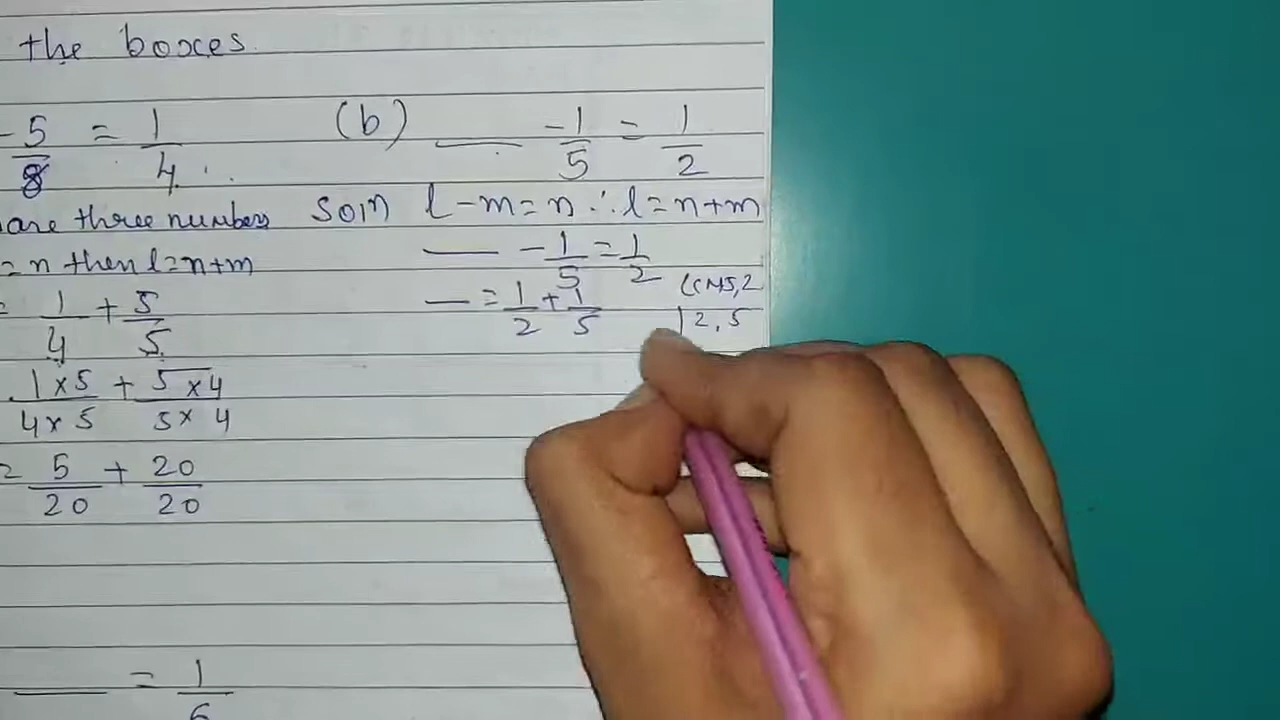 the boxes.
- 5/8 = 1/4
are three numbers
= n then l = n + m
= 1/4 + 5/5
1 × 5/4 × 5 + 5 × 4/5 × 4
= 5/20 + 20/20
___ = 1/6
(b) ___ - 1/5 = 1/2
Soln l - m = n ∴ l = n + m
___ - 1/5 = 1/2
___ = 1/2 + 1/5
LCM 5, 2
2, 5